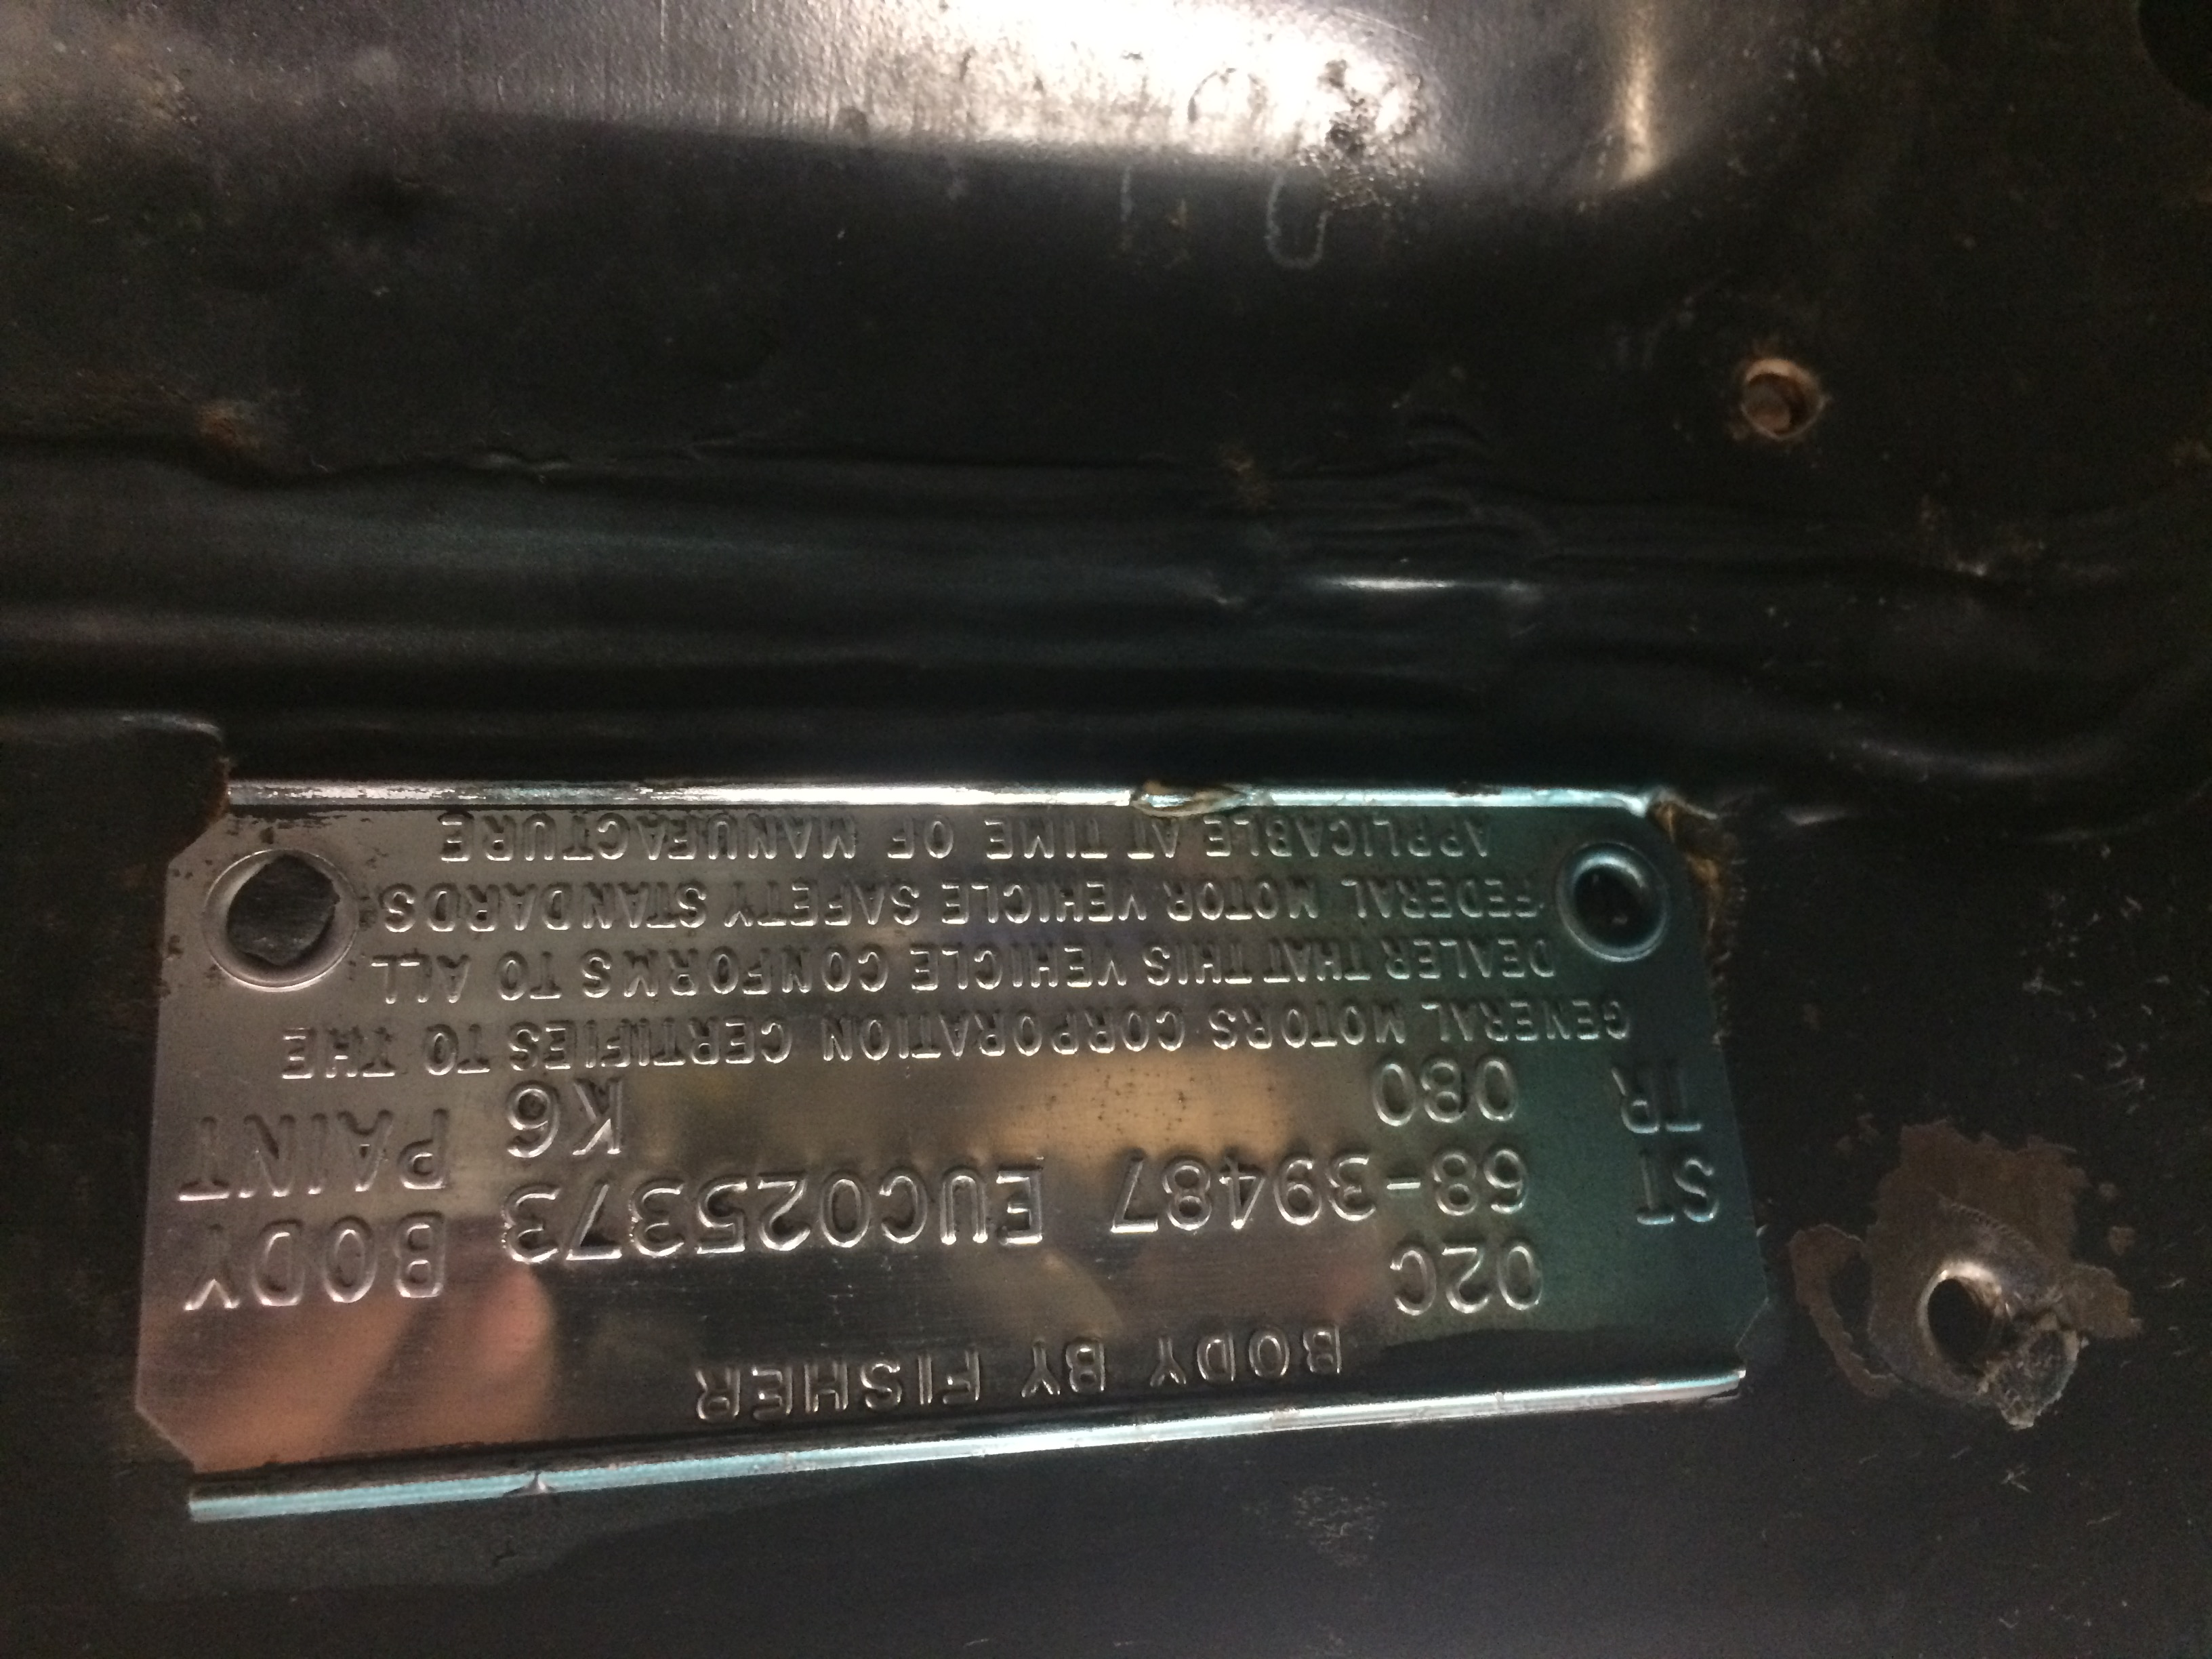 BODY BY FISHER
02C
ST 68-39487 EUC025373 BODY
TR 080 K6 PAINT
GENERAL MOTORS CORPORATION CERTIFIES TO THE
DEALER THAT THIS VEHICLE CONFORMS TO ALL
FEDERAL MOTOR VEHICLE SAFETY STANDARDS
APPLICABLE AT TIME OF MANUFACTURE